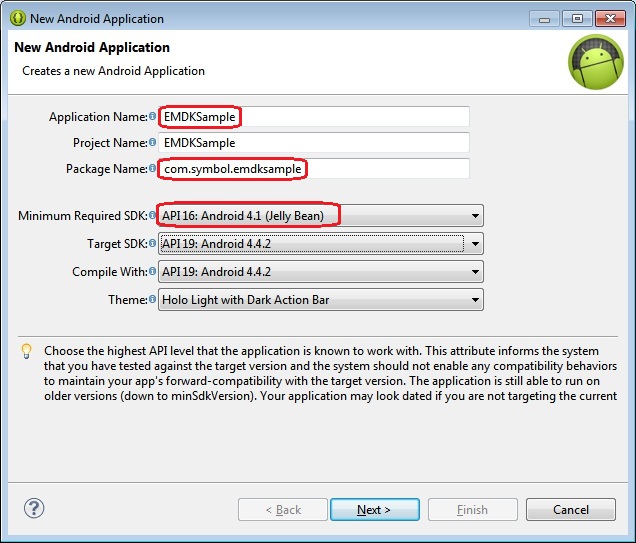 New Android Application
New Android Application
Creates a new Android Application
Application Name: EMDKSample
Project Name: EMDKSample
Package Name: com.symbol.emdksample
Minimum Required SDK: API 16: Android 4.1 (Jelly Bean)
Target SDK: API 19: Android 4.4.2
Compile With: API 19: Android 4.4.2
Theme: Holo Light with Dark Action Bar
Choose the highest API level that the application is known to work with. This attribute informs the system
that you have tested against the target version and the system should not enable any compatibility behaviors
to maintain your app's forward-compatibility with the target version. The application is still able to run on
older versions (down to minSdkVersion). Your application may look dated if you are not targeting the current
? < Back Next > Finish Cancel